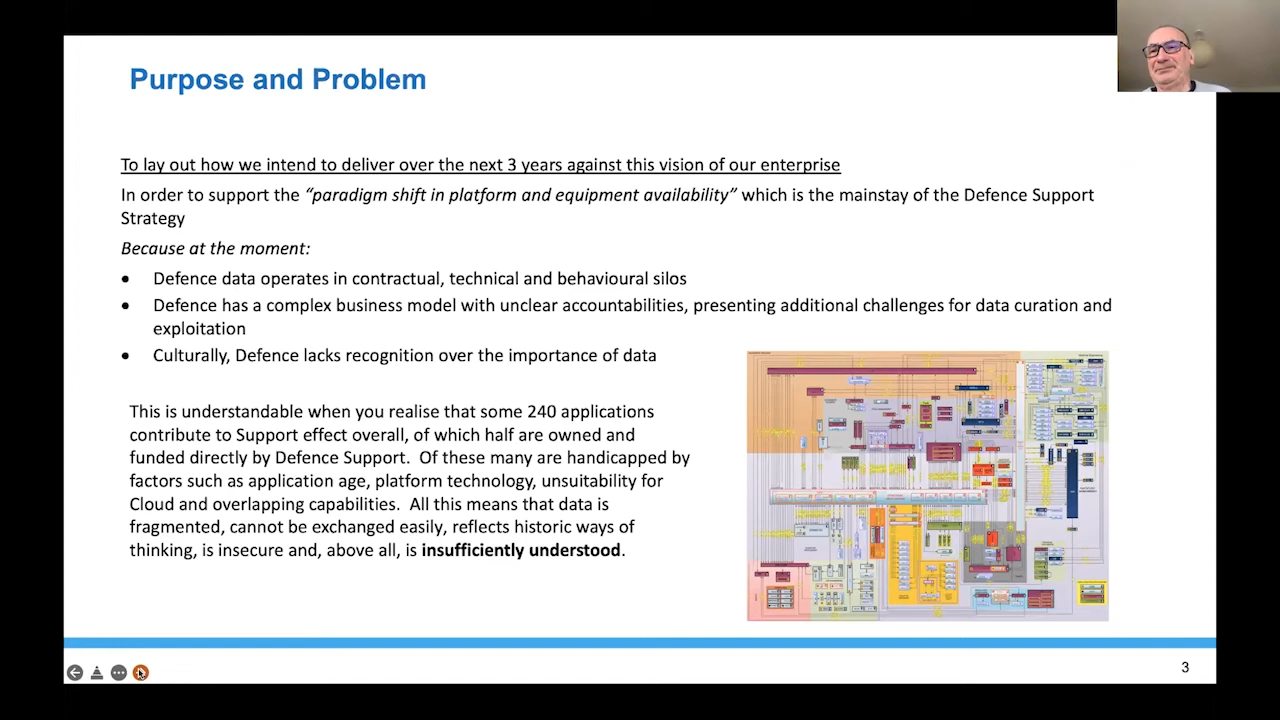 Purpose and Problem
To lay out how we intend to deliver over the next 3 years against this vision of our enterprise
In order to support the “paradigm shift in platform and equipment availability” which is the mainstay of the Defence Support
Strategy
Because at the moment:
• Defence data operates in contractual, technical and behavioural silos
• Defence has a complex business model with unclear accountabilities, presenting additional challenges for data curation and
exploitation
• Culturally, Defence lacks recognition over the importance of data
This is understandable when you realise that some 240 applications
contribute to Support effect overall, of which half are owned and
funded directly by Defence Support.  Of these many are handicapped by
factors such as application age, platform technology, unsuitability for
Cloud and overlapping capabilities.  All this means that data is
fragmented, cannot be exchanged easily, reflects historic ways of
thinking, is insecure and, above all, is insufficiently understood.
3